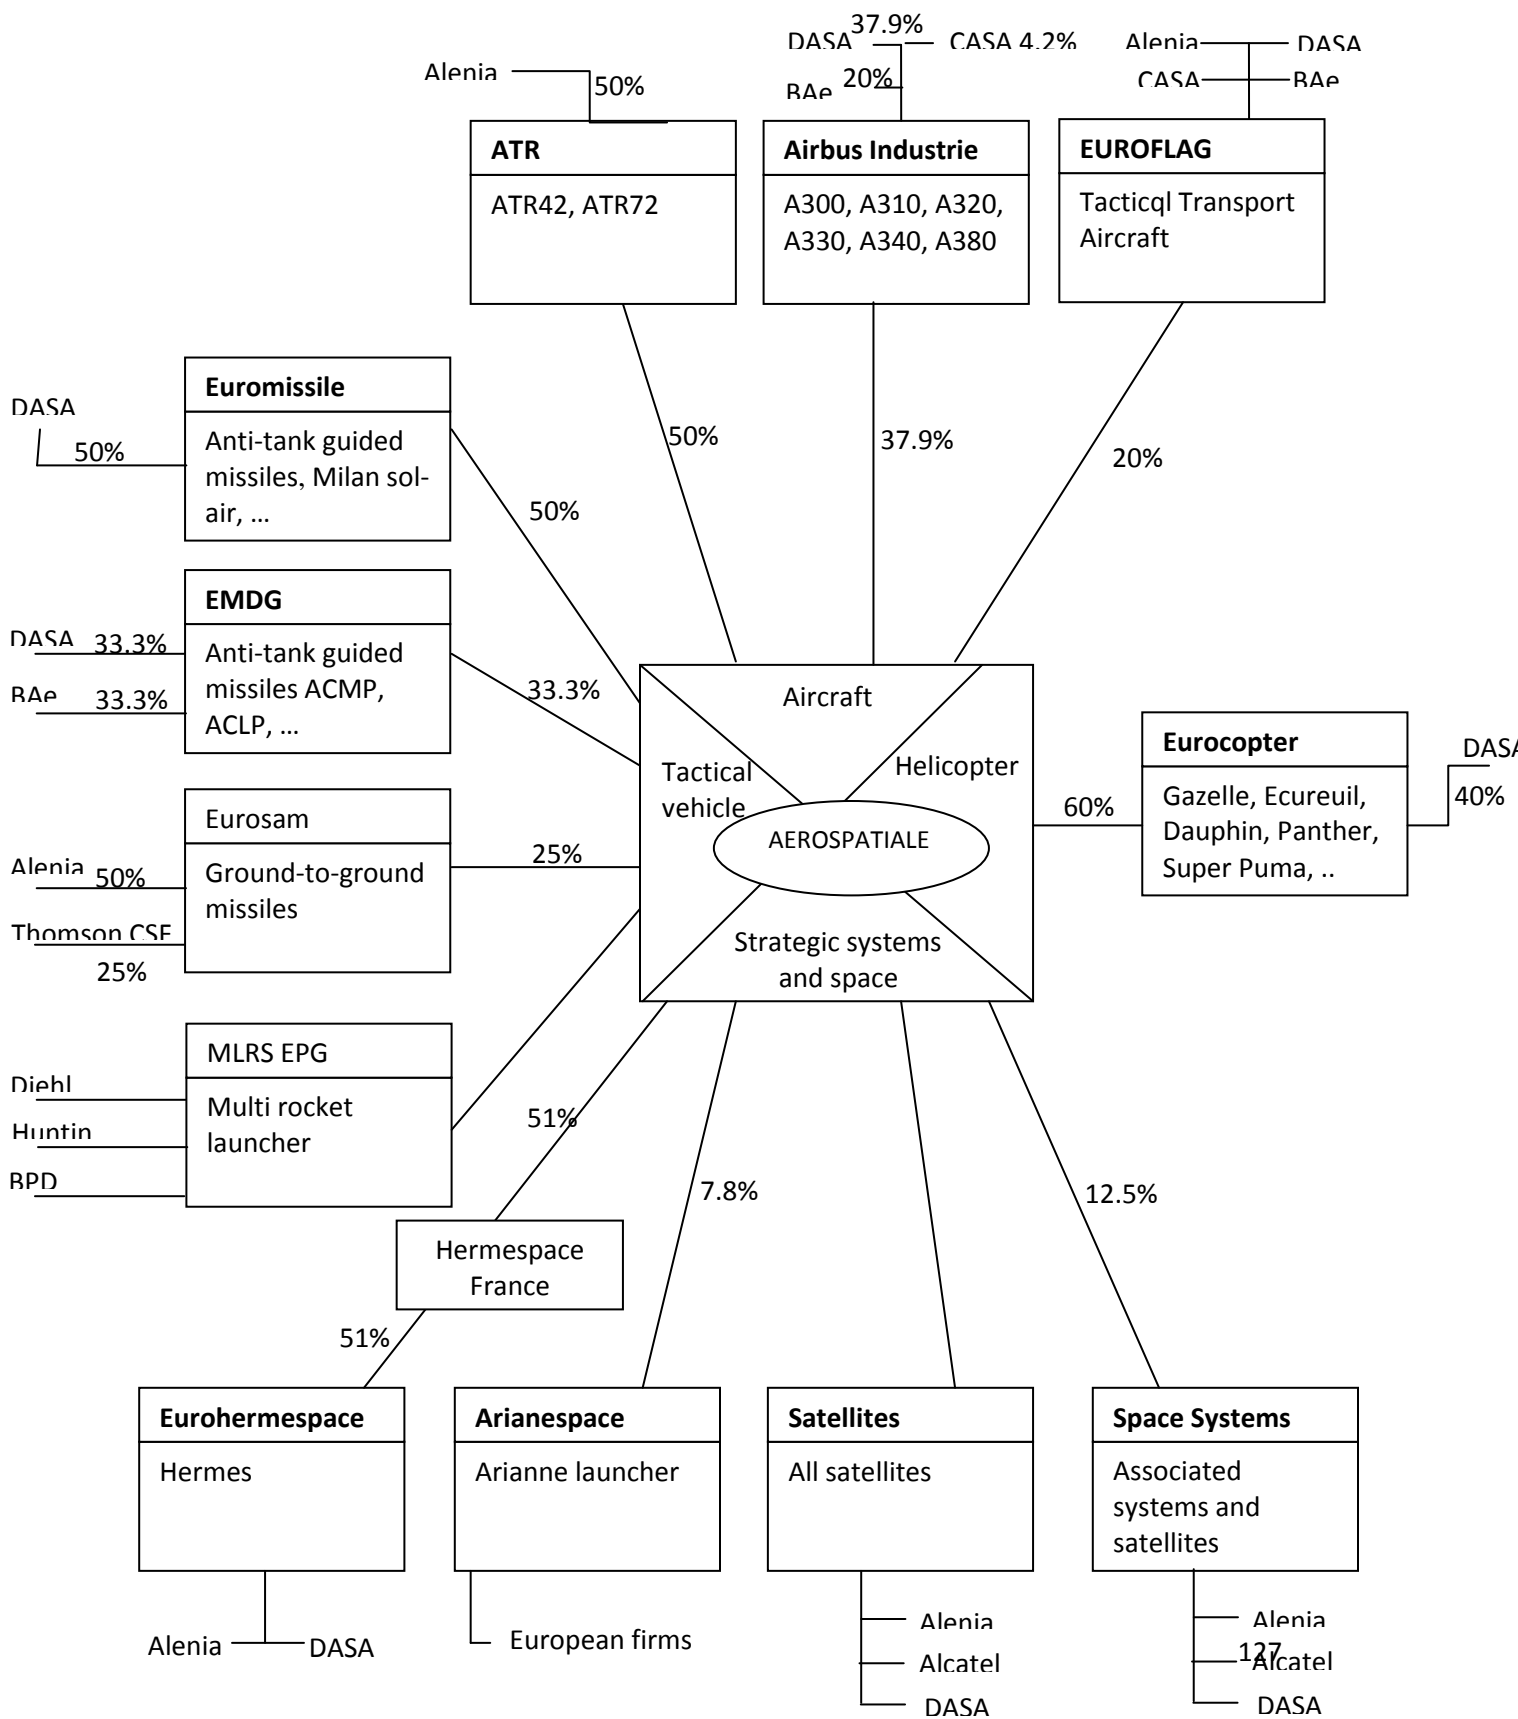 37.9%
DASA
CASA 4.2%
Alenia
DASA
Alenia
50%
BAe
20%
CASA
BAe
ATR
ATR42, ATR72
Airbus Industrie
A300, A310, A320,
A330, A340, A380
EUROFLAG
Tacticql Transport
Aircraft
DASA
50%
Euromissile
Anti-tank guided
missiles, Milan sol-
air, ...
50%
50%
37.9%
20%
DASA
33.3%
BAe
33.3%
EMDG
Anti-tank guided
missiles ACMP,
ACLP, ...
33.3%
Aircraft
Tactical
vehicle
Helicopter
AEROSPATIALE
Strategic systems
and space
60%
Eurocopter
Gazelle, Ecureuil,
Dauphin, Panther,
Super Puma, ..
DASA
40%
Alenia
50%
Thomson CSF
25%
Eurosam
Ground-to-ground
missiles
25%
Diehl
Huntin
BPD
MLRS EPG
Multi rocket
launcher
51%
7.8%
12.5%
Hermespace
France
51%
Eurohermespace
Hermes
Arianespace
Arianne launcher
Satellites
All satellites
Space Systems
Associated
systems and
satellites
Alenia
DASA
European firms
Alenia
Alcatel
DASA
Alenia
127
Alcatel
DASA